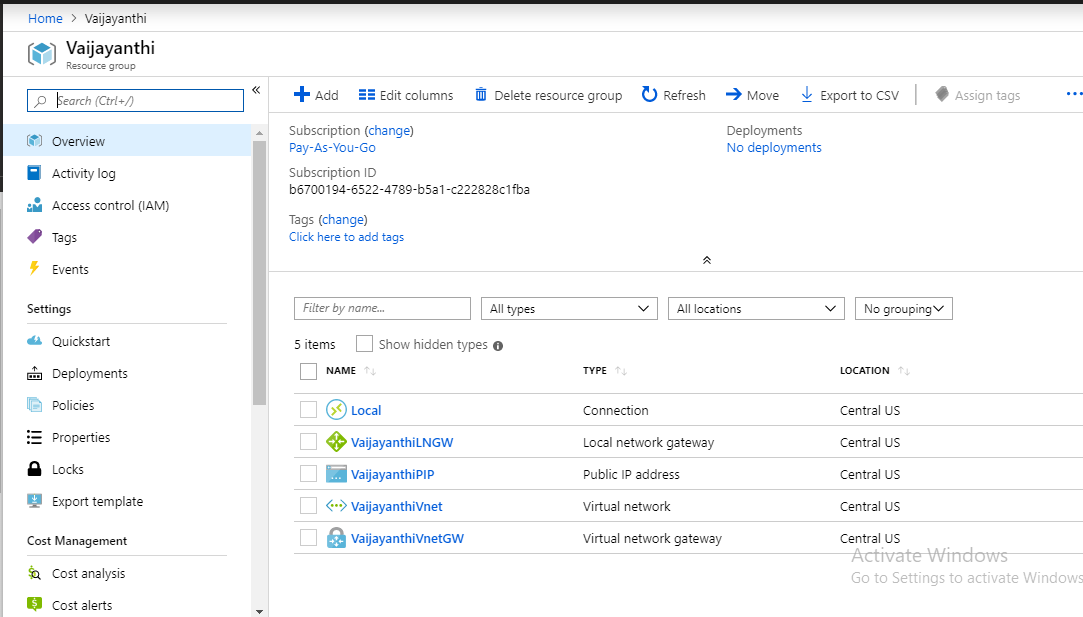 Home > Vaijayanthi
Vaijayanthi
Resource group
Search (Ctrl+/)
Overview
Activity log
Access control (IAM)
Tags
Events
Settings
Quickstart
Deployments
Policies
Properties
Locks
Export template
Cost Management
Cost analysis
Cost alerts
Add Edit columns Delete resource group Refresh Move Export to CSV Assign tags ...
Subscription (change)
Pay-As-You-Go
Subscription ID
b6700194-6522-4789-b5a1-c222828c1fba
Tags (change)
Click here to add tags
Deployments
No deployments
Filter by name... All types All locations No grouping
5 items Show hidden types
NAME TYPE LOCATION
Local Connection Central US
VaijayanthiLNGW Local network gateway Central US
VaijayanthiPIP Public IP address Central US
VaijayanthiVnet Virtual network Central US
VaijayanthiVnetGW Virtual network gateway Central US
Activate Windows
Go to Settings to activate Windows